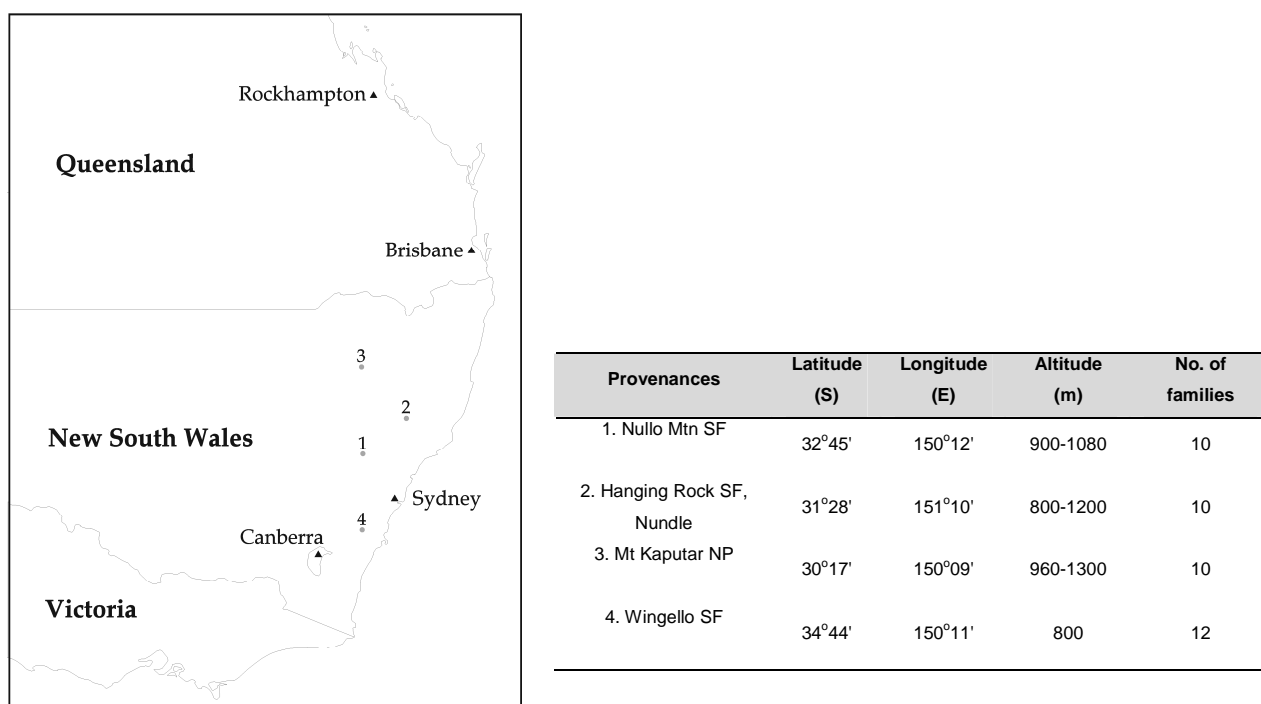 Rockhampton
Queensland
Brisbane
3
2
New South Wales
1
Sydney
4
Canberra
Victoria
Provenances Latitude (S) Longitude (E) Altitude (m) No. of families
1. Nullo Mtn SF 32°45' 150°12' 900-1080 10
2. Hanging Rock SF, Nundle 31°28' 151°10' 800-1200 10
3. Mt Kaputar NP 30°17' 150°09' 960-1300 10
4. Wingello SF 34°44' 150°11' 800 12